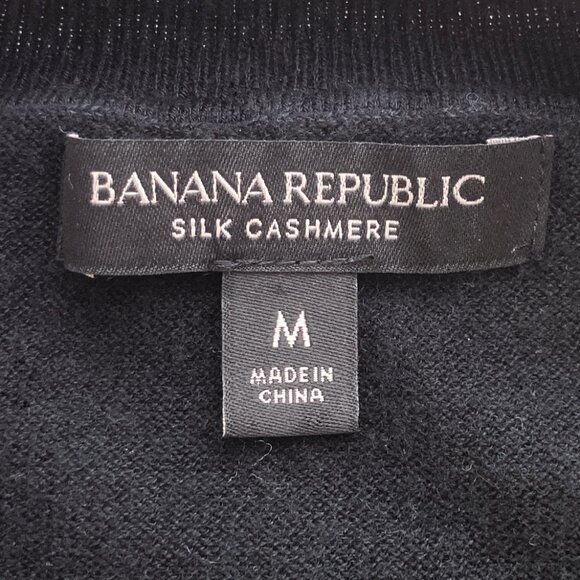 BANANA REPUBLIC
SILK CASHMERE
M
MADE IN
CHINA